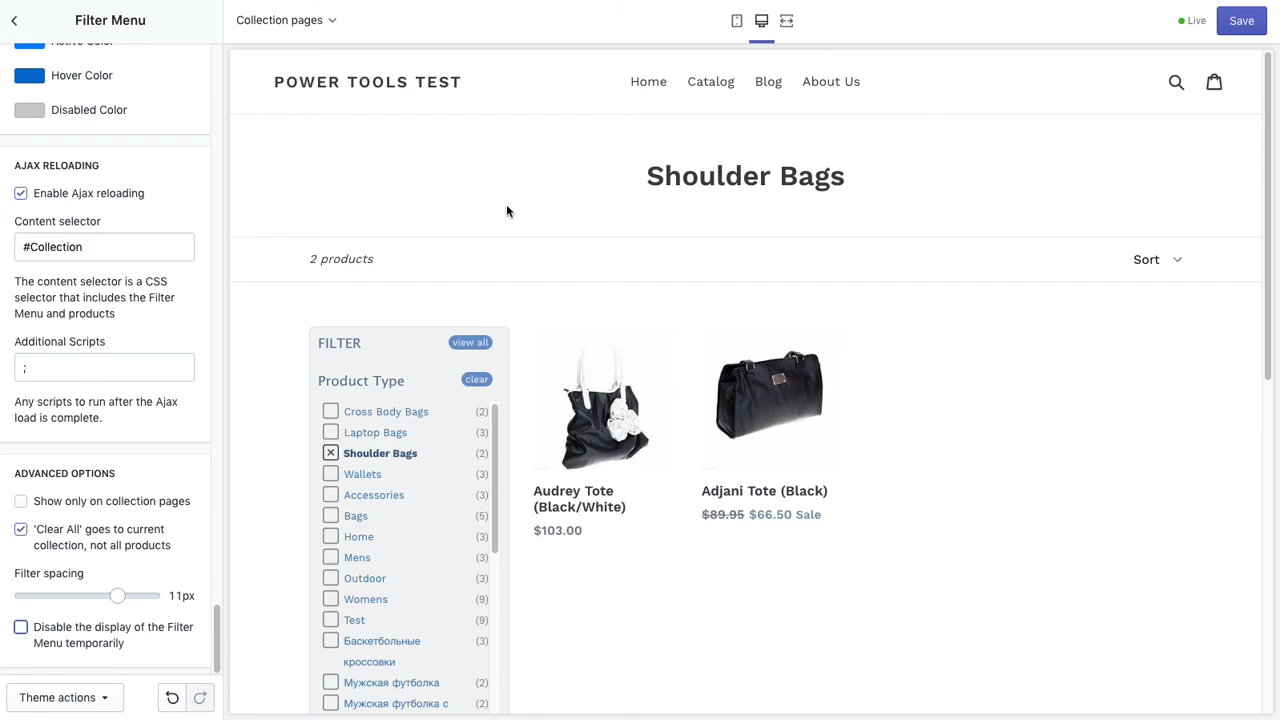 Filter Menu
Collection pages
Live
Save
Active Color
Hover Color
Disabled Color
AJAX RELOADING
Enable Ajax reloading
Content selector
#Collection
The content selector is a CSS
selector that includes the Filter
Menu and products
Additional Scripts
;
Any scripts to run after the Ajax
load is complete.
ADVANCED OPTIONS
Show only on collection pages
'Clear All' goes to current
collection, not all products
Filter spacing
11px
Disable the display of the Filter
Menu temporarily
Theme actions
POWER TOOLS TEST
Home
Catalog
Blog
About Us
Shoulder Bags
2 products
Sort
FILTER
view all
Product Type
clear
Cross Body Bags (2)
Laptop Bags (3)
Shoulder Bags (2)
Wallets (3)
Accessories (3)
Bags (5)
Home (3)
Mens (3)
Outdoor (3)
Womens (9)
Test (9)
Баскетбольные (3)
кроссовки
Мужская футболка (2)
Мужская футболка с (2)
Audrey Tote
(Black/White)
$103.00
Adjani Tote (Black)
$89.95 $66.50 Sale